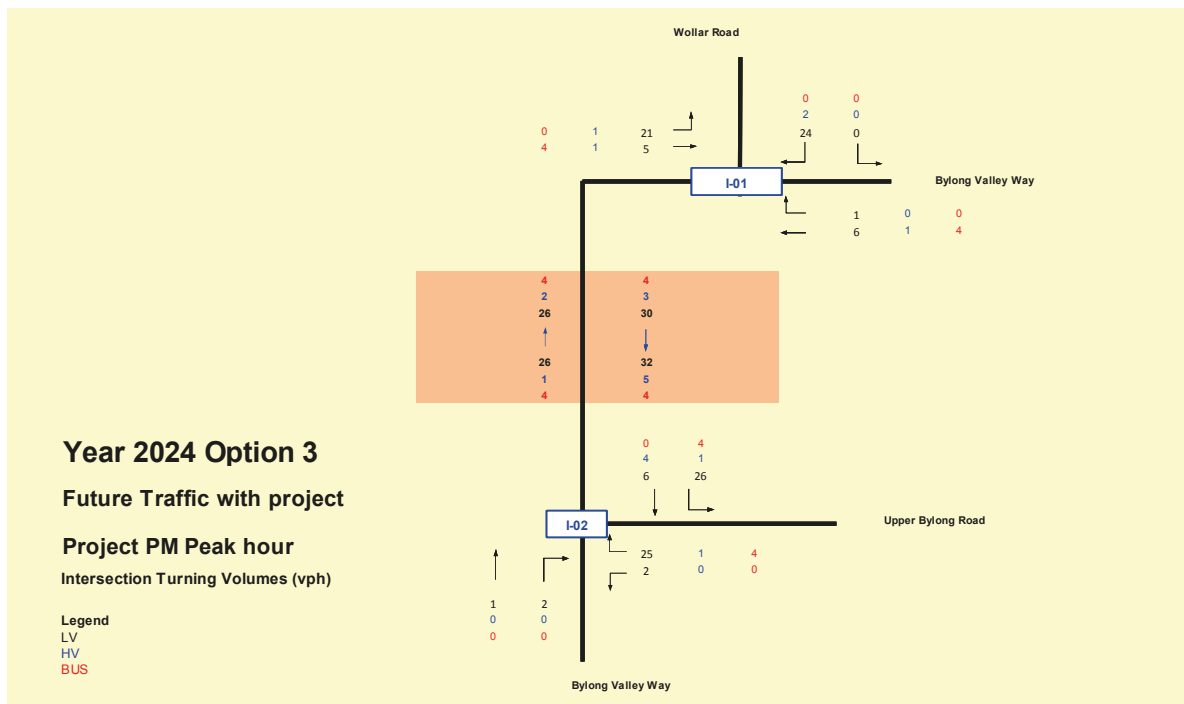 Wollar Road
0 0
2 0
24 0
0 1 21
4 1 5
I-01
Bylong Valley Way
1 0 0
6 1 4
4 4
2 3
26 30
26 32
1 5
4 4
Year 2024 Option 3
Future Traffic with project
Project PM Peak hour
Intersection Turning Volumes (vph)
Legend
LV
HV
BUS
0 4
4 1
6 26
I-02
Upper Bylong Road
25 1 4
2 0 0
1 2
0 0
0 0
Bylong Valley Way